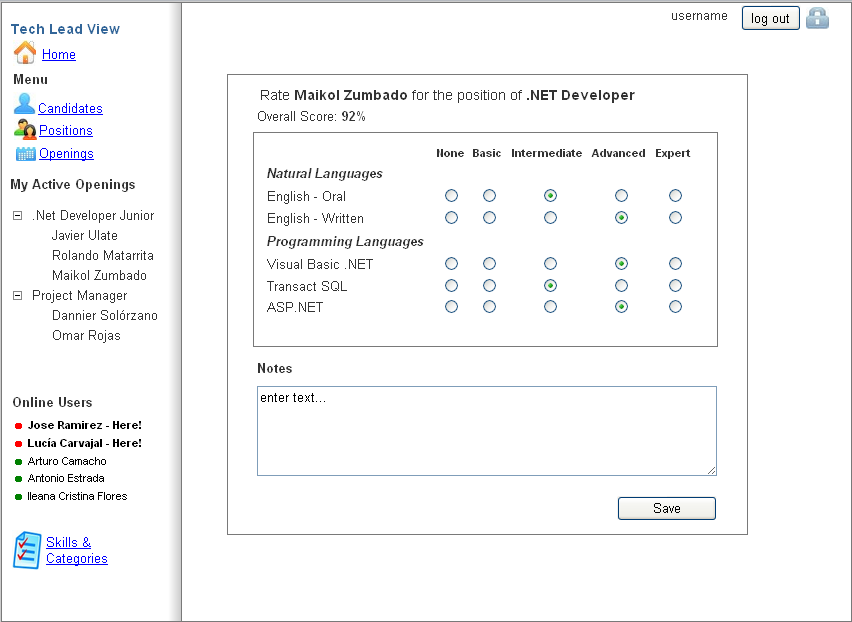 Tech Lead View
Home
Menu
Candidates
Positions
Openings
My Active Openings
.Net Developer Junior
Javier Ulate
Rolando Matarrita
Maikol Zumbado
Project Manager
Dannier Solórzano
Omar Rojas
Online Users
Jose Ramirez - Here!
Lucía Carvajal - Here!
Arturo Camacho
Antonio Estrada
Ileana Cristina Flores
Skills &
Categories
username log out
Rate Maikol Zumbado for the position of .NET Developer
Overall Score: 92%
None Basic Intermediate Advanced Expert
Natural Languages
English - Oral
English - Written
Programming Languages
Visual Basic .NET
Transact SQL
ASP.NET
Notes
enter text...
Save